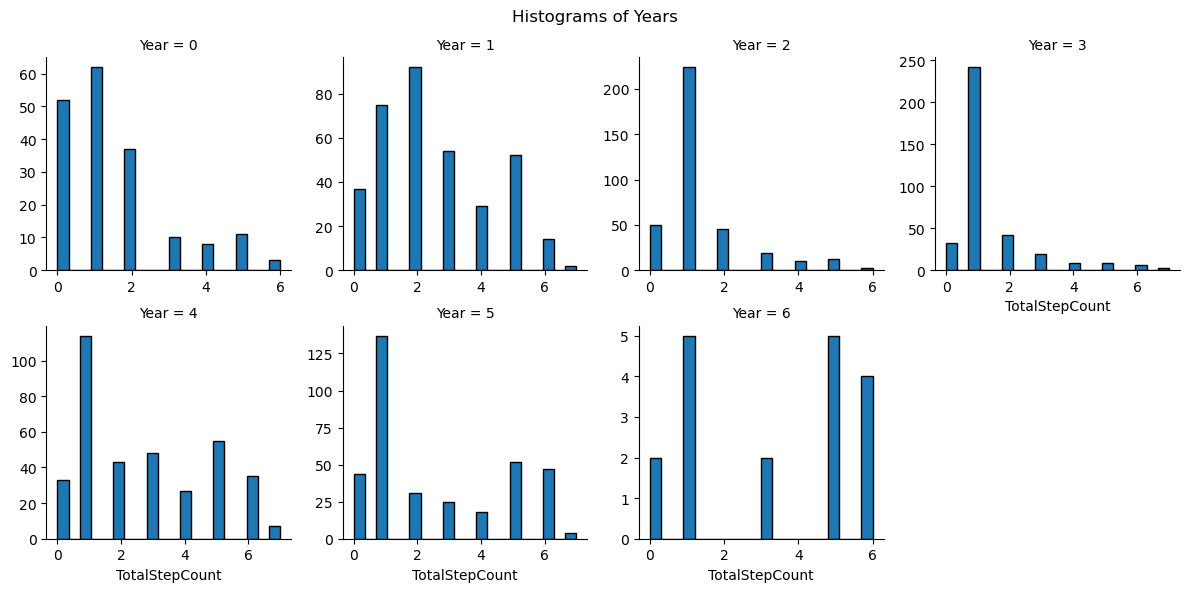 Histograms of Years
Year = 0
60
50
40
30
20
10
0
0 2 4 6
Year = 1
80
60
40
20
0
0 2 4 6
Year = 2
200
150
100
50
0
0 2 4 6
Year = 3
250
200
150
100
50
0
0 2 4 6
TotalStepCount
Year = 4
100
80
60
40
20
0
0 2 4 6
TotalStepCount
Year = 5
125
100
75
50
25
0
0 2 4 6
TotalStepCount
Year = 6
5
4
3
2
1
0
0 2 4 6
TotalStepCount